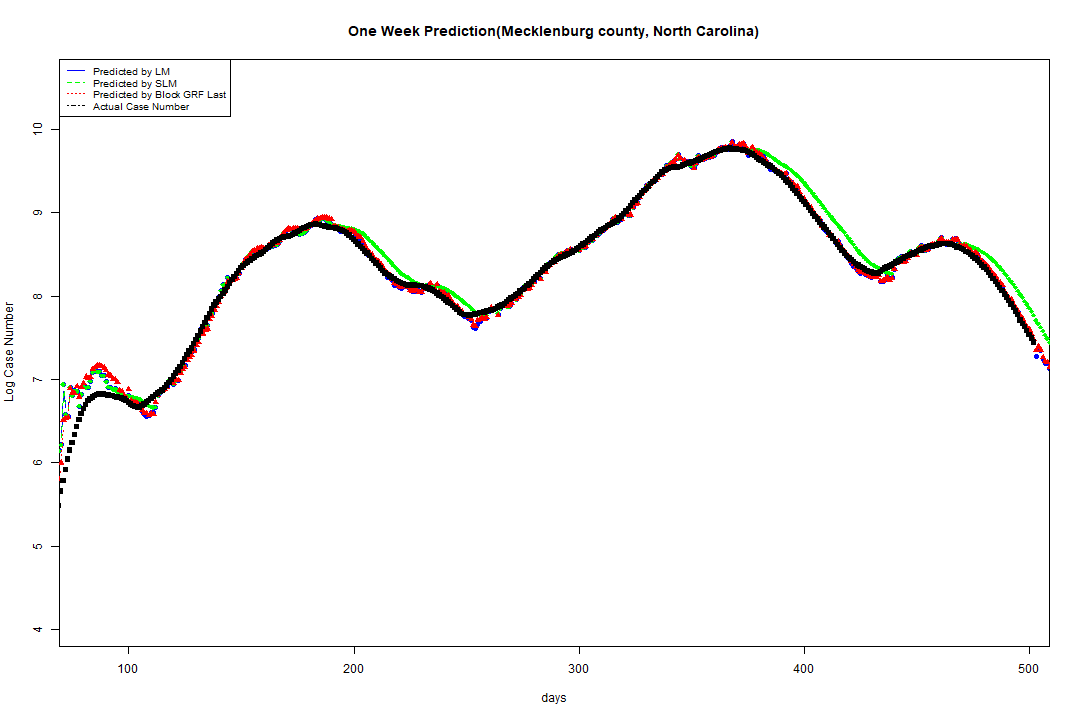 One Week Prediction(Mecklenburg county, North Carolina)
Predicted by LM
Predicted by SLM
Predicted by Block GRF Last
Actual Case Number
10
9
8
7
6
5
4
Log Case Number
100 200 300 400 500
days